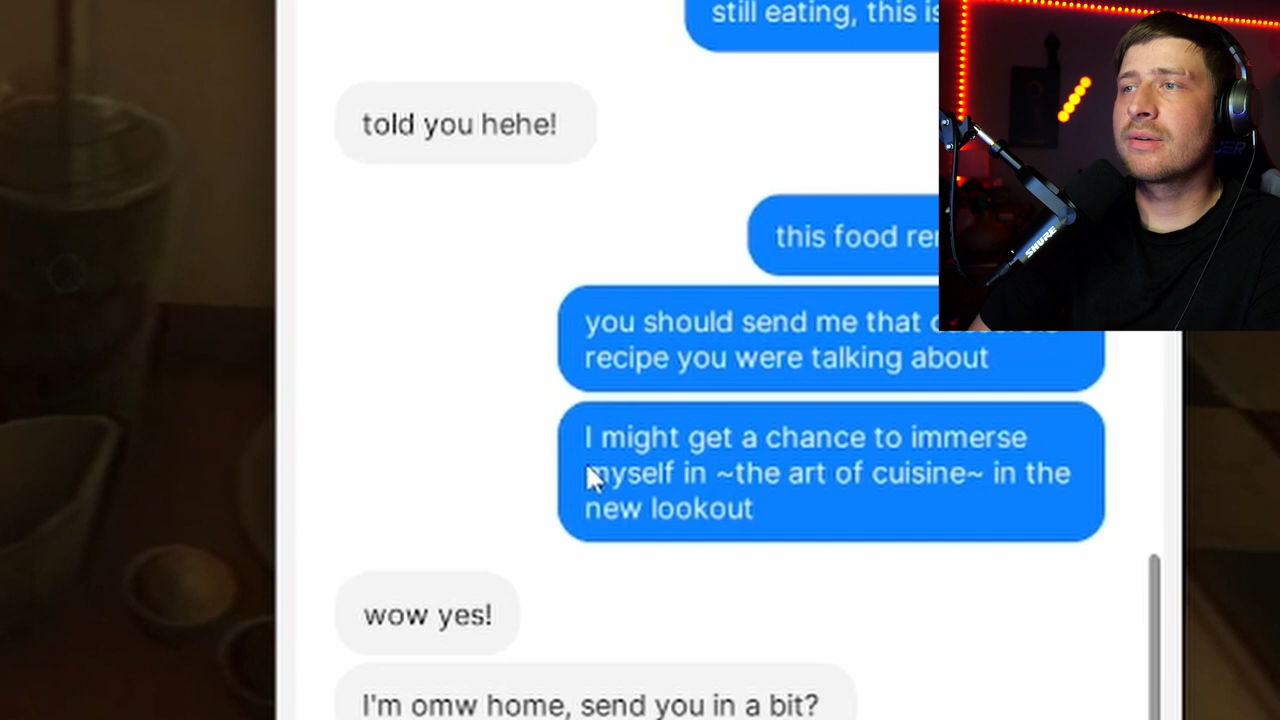 still eating, this is
told you hehe!
this food
you should send me that
recipe you were talking about
I might get a chance to immerse
myself in ~the art of cuisine~ in the
new lookout
wow yes!
I'm omw home, send you in a bit?
SHURE